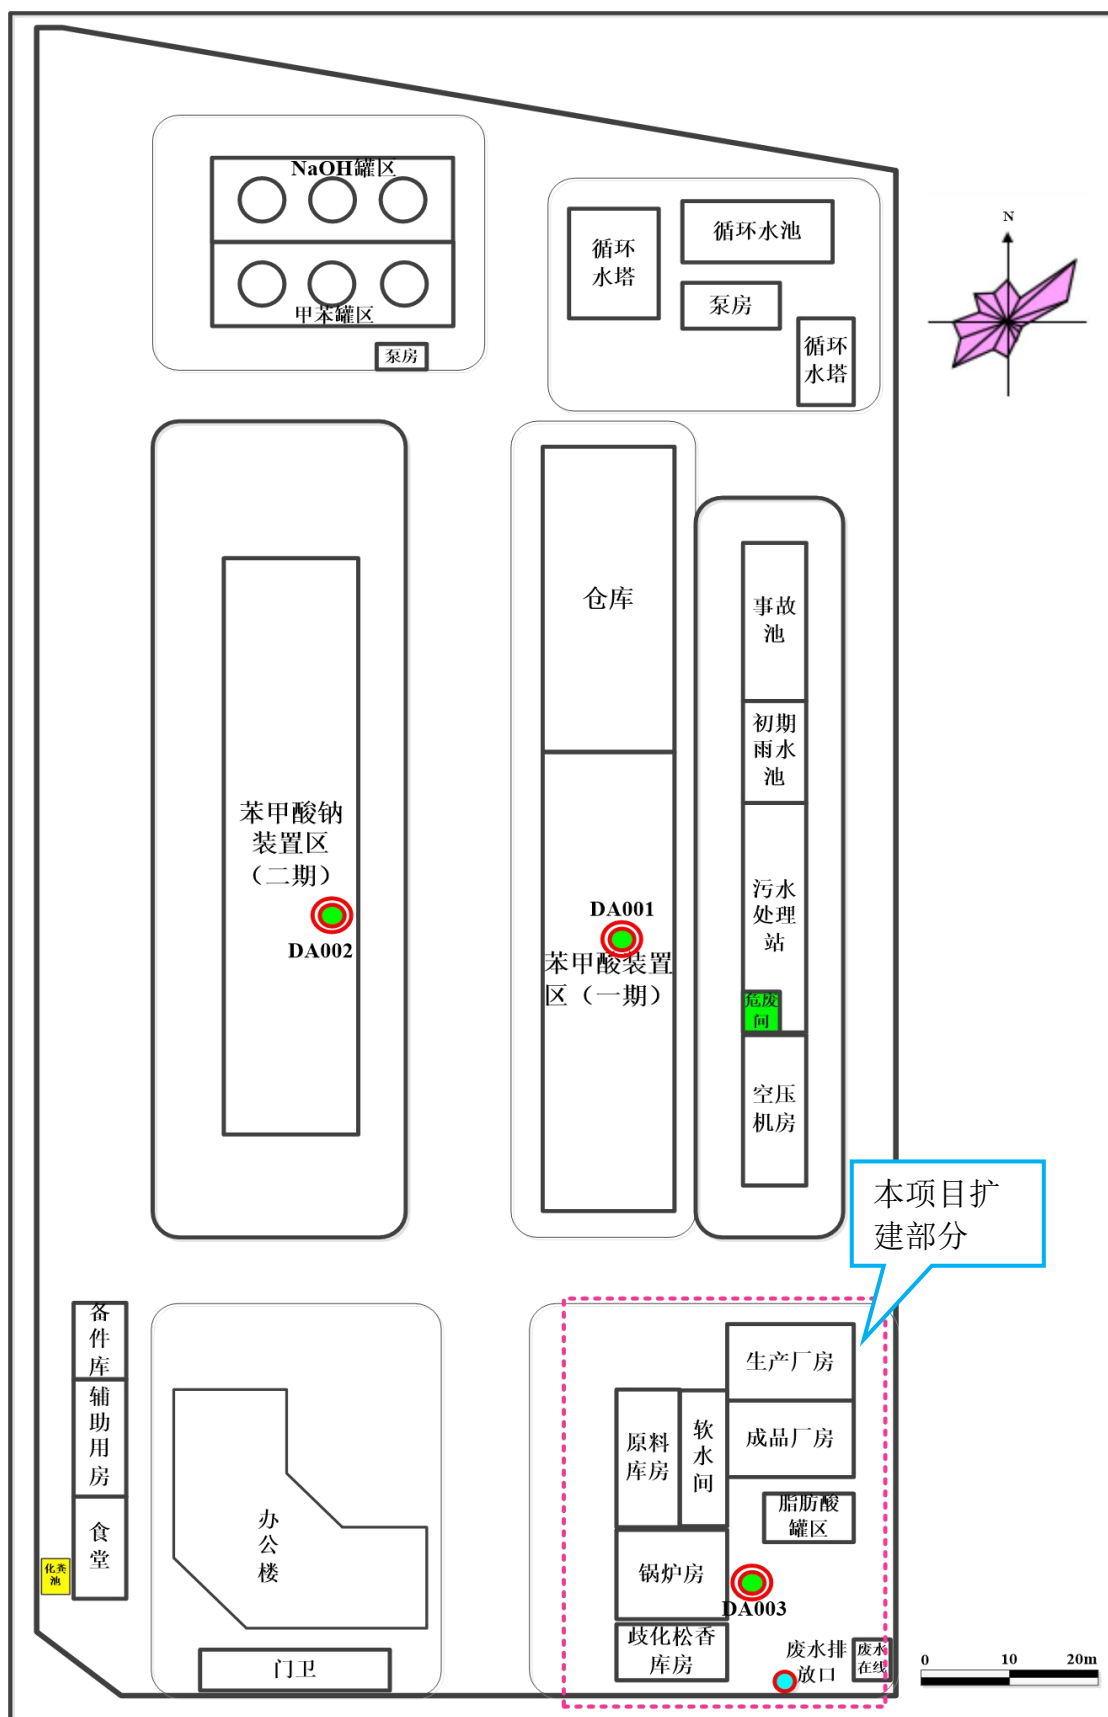 NaOH罐区
甲苯罐区
泵房
循环
水塔
循环水池
泵房
循环
水塔
N
仓库
事故
池
初期
雨水
池
苯甲酸钠
装置区
（二期）
DA002
DA001
苯甲酸装置
区（一期）
污水
处理
站
危废
间
空压
机房
本项目扩
建部分
备
件
库
辅
助
用
房
食
堂
化粪
池
办
公
楼
门卫
生产厂房
成品厂房
原料
库房
软
水
间
脂肪酸
罐区
锅炉房
DA003
歧化松香
库房
废水排
放口
废水
在线
0 10 20m